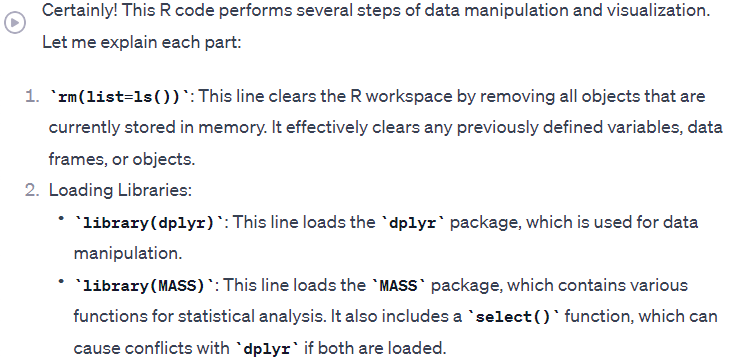 Certainly! This R code performs several steps of data manipulation and visualization.
Let me explain each part:
1. `rm(list=ls())`: This line clears the R workspace by removing all objects that are
currently stored in memory. It effectively clears any previously defined variables, data
frames, or objects.
2. Loading Libraries:
• `library(dplyr)`: This line loads the `dplyr` package, which is used for data
manipulation.
• `library(MASS)`: This line loads the `MASS` package, which contains various
functions for statistical analysis. It also includes a `select()` function, which can
cause conflicts with `dplyr` if both are loaded.